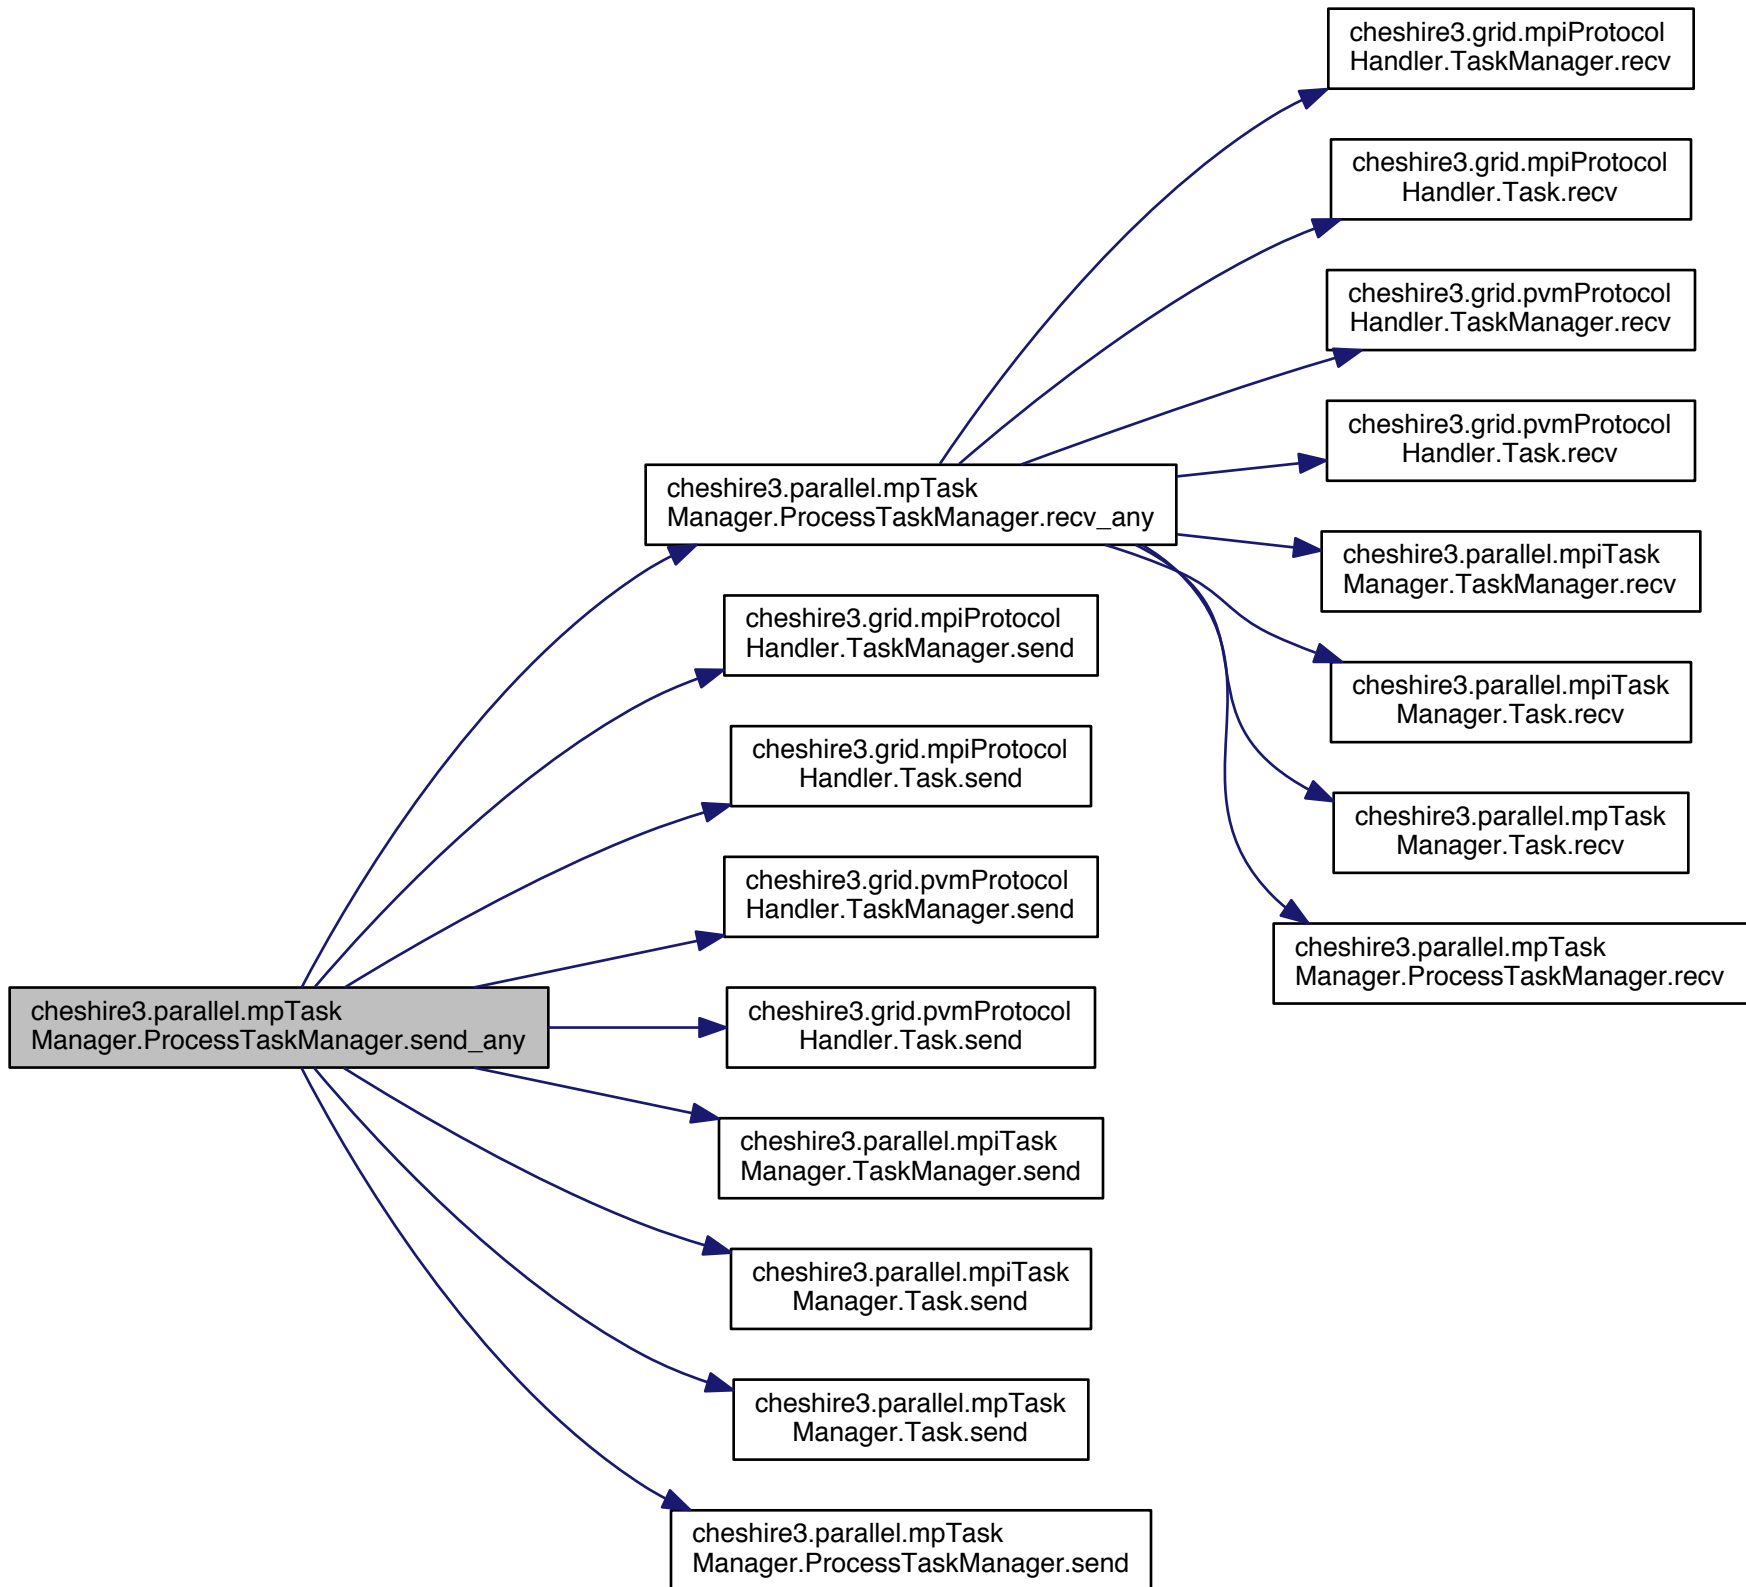 cheshire3.grid.mpiProtocol
Handler.TaskManager.recv
cheshire3.grid.mpiProtocol
Handler.Task.recv
cheshire3.grid.pvmProtocol
Handler.TaskManager.recv
cheshire3.grid.pvmProtocol
Handler.Task.recv
cheshire3.parallel.mpTask
Manager.ProcessTaskManager.recv_any
cheshire3.parallel.mpiTask
Manager.TaskManager.recv
cheshire3.grid.mpiProtocol
Handler.TaskManager.send
cheshire3.parallel.mpiTask
Manager.Task.recv
cheshire3.grid.mpiProtocol
Handler.Task.send
cheshire3.parallel.mpTask
Manager.Task.recv
cheshire3.grid.pvmProtocol
Handler.TaskManager.send
cheshire3.parallel.mpTask
Manager.ProcessTaskManager.recv
cheshire3.parallel.mpTask
Manager.ProcessTaskManager.send_any
cheshire3.grid.pvmProtocol
Handler.Task.send
cheshire3.parallel.mpiTask
Manager.TaskManager.send
cheshire3.parallel.mpiTask
Manager.Task.send
cheshire3.parallel.mpTask
Manager.Task.send
cheshire3.parallel.mpTask
Manager.ProcessTaskManager.send